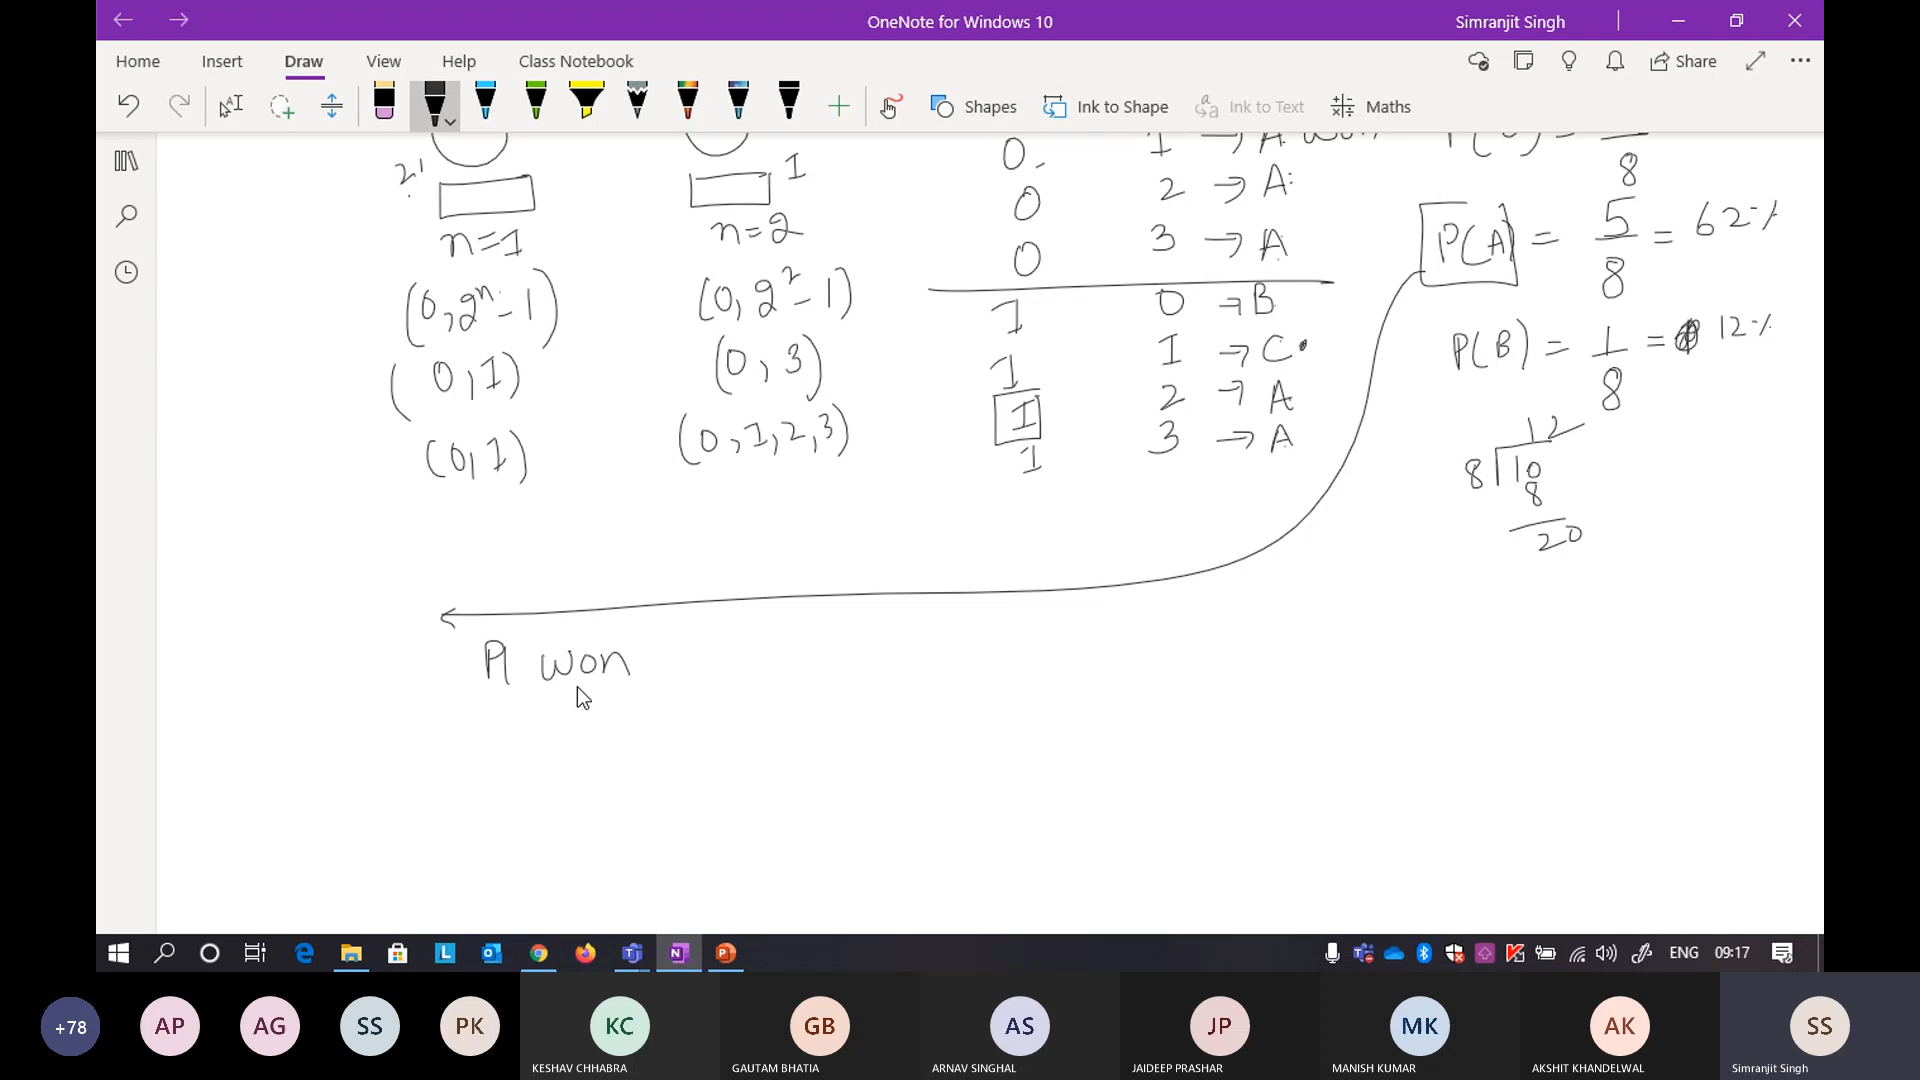 OneNote for Windows 10
Simranjit Singh
Home Insert Draw View Help Class Notebook
Share
Shapes
Ink to Shape
Ink to Text
Maths
0. 1 → A won
8
2' 1
0 2 → A
n=1 n=2
0 3 → A
P(A) = 5/8 = 62%
(0, 2ⁿ-1) (0, 2²-1)
1 0 → B
(0, 1) (0, 3)
1 1 → C
P(B) = 1/8 = 12%
(0, 1) (0, 1, 2, 3)
1 2 → A
1 3 → A
12
8 10
8
20
A won
ENG 09:17
+78 AP AG SS PK KC GB AS JP MK AK SS
KESHAV CHHABRA
GAUTAM BHATIA
ARNAV SINGHAL
JAIDEEP PRASHAR
MANISH KUMAR
AKSHIT KHANDELWAL
Simranjit Singh